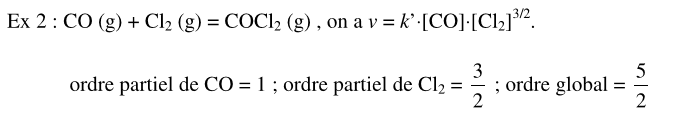 Ex 2 : CO (g) + Cl₂ (g) = COCl₂ (g) , on a v = k’·[CO]·[Cl₂]^3/2.
ordre partiel de CO = 1 ; ordre partiel de Cl₂ = 3/2 ; ordre global = 5/2